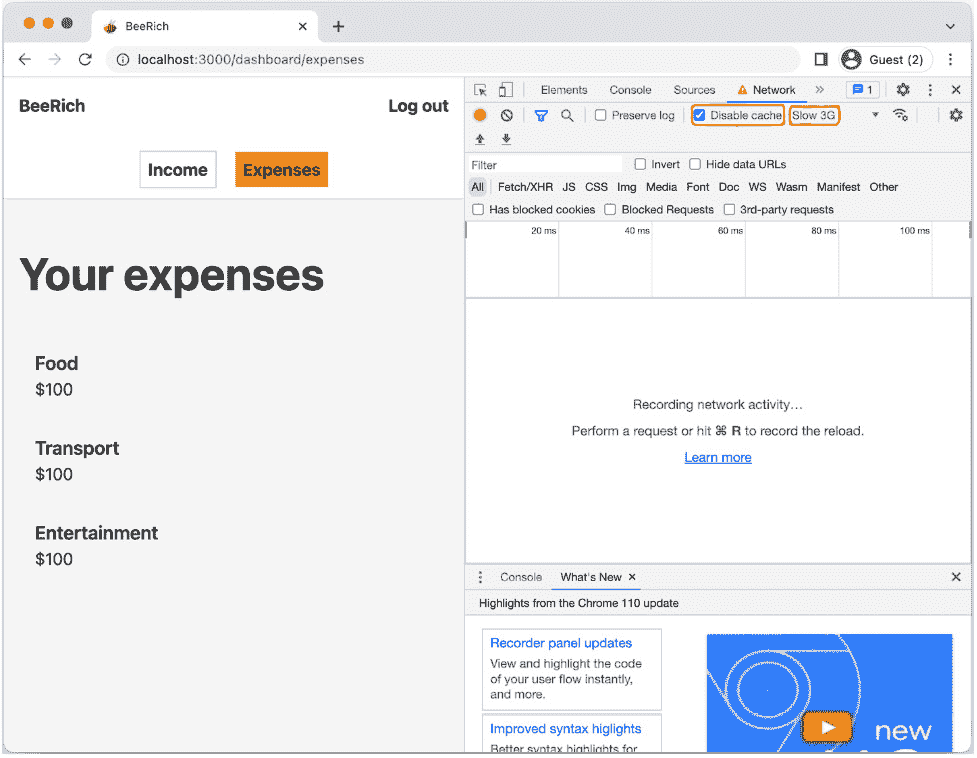 BeeRich
localhost:3000/dashboard/expenses
Guest (2)
BeeRich
Log out
Income
Expenses
Your expenses
Food
$100
Transport
$100
Entertainment
$100
Elements Console Sources Network » 1
Preserve log Disable cache Slow 3G
Filter Invert Hide data URLs
All Fetch/XHR JS CSS Img Media Font Doc WS Wasm Manifest Other
Has blocked cookies Blocked Requests 3rd-party requests
20 ms 40 ms 60 ms 80 ms 100 ms
Recording network activity…
Perform a request or hit ⌘ R to record the reload.
Learn more
Console What's New
Highlights from the Chrome 110 update
Recorder panel updates
View and highlight the code
of your user flow instantly,
and more.
Improved syntax higlights
Better syntax highlights for
new